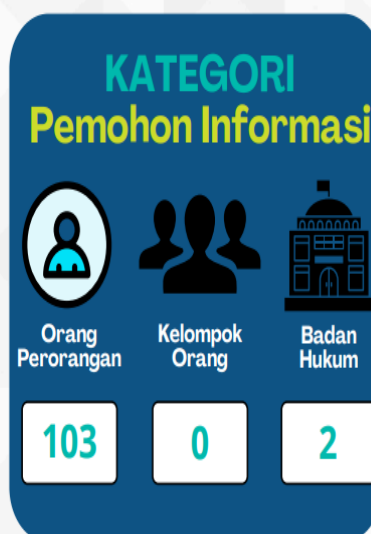 KATEGORI
Pemohon Informasi
Orang
Perorangan
Kelompok
Orang
Badan
Hukum
103
0
2